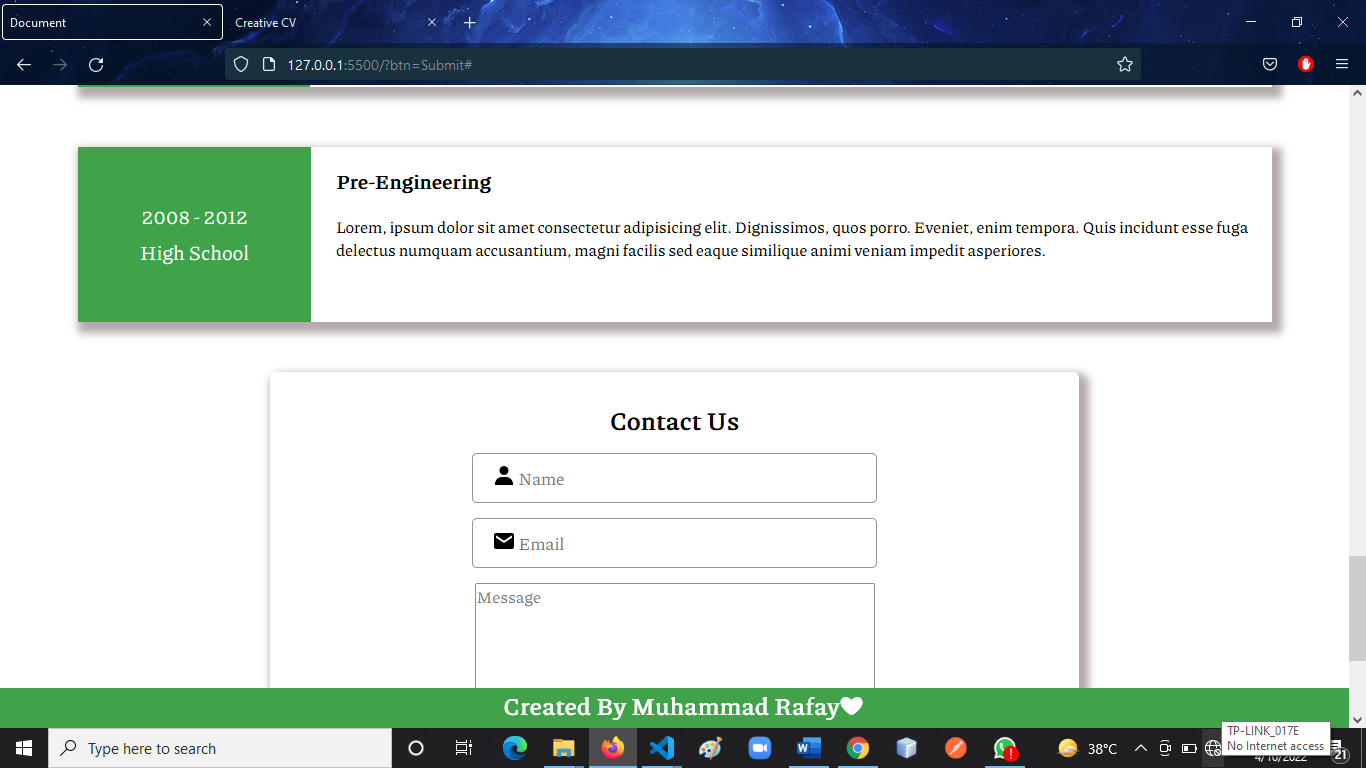 Document
Creative CV
127.0.0.1:5500/?btn=Submit#
2008 - 2012
High School
Pre-Engineering
Lorem, ipsum dolor sit amet consectetur adipisicing elit. Dignissimos, quos porro. Eveniet, enim tempora. Quis incidunt esse fuga
delectus numquam accusantium, magni facilis sed eaque similique animi veniam impedit asperiores.
Contact Us
Name
Email
Message
Created By Muhammad Rafay
Type here to search
38°C
TP-LINK_017E
No Internet access
4/10/2022
21